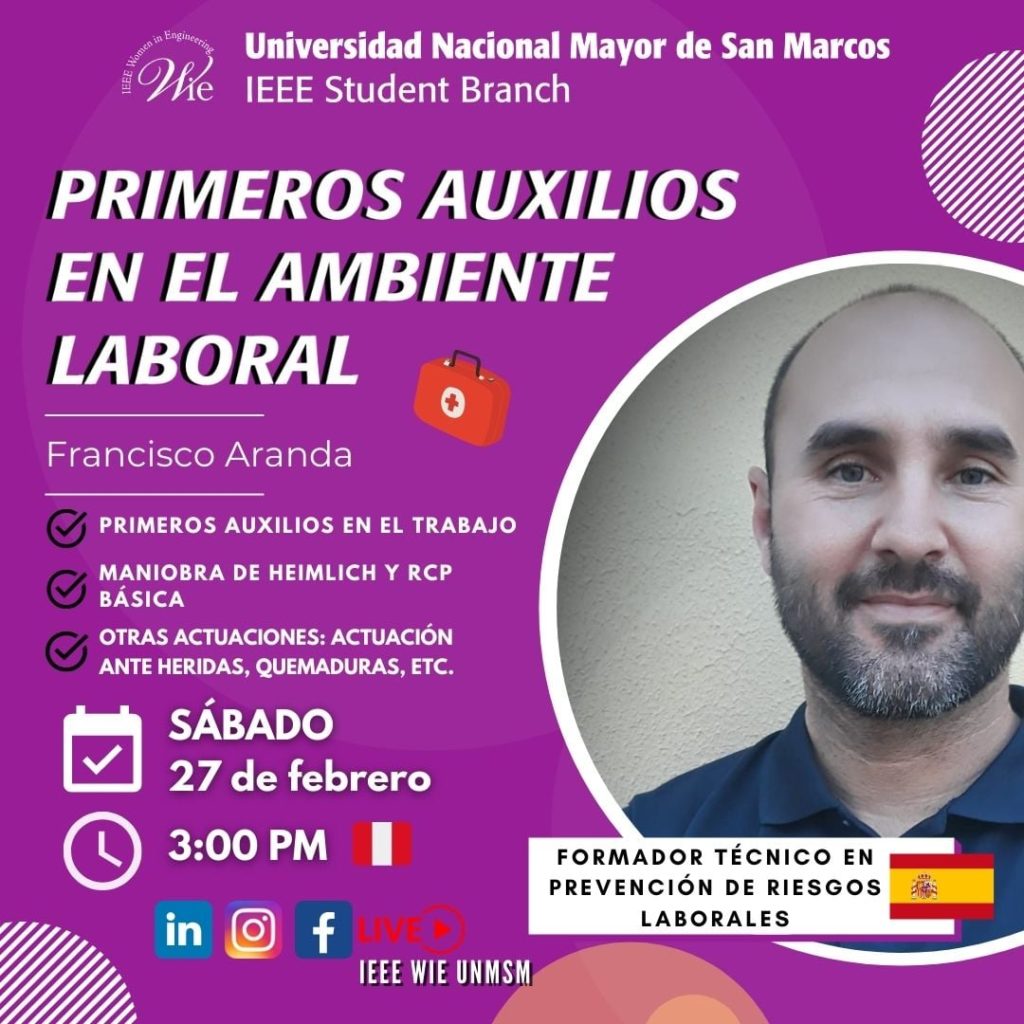 IEEE Women in Engineering
Wie
Universidad Nacional Mayor de San Marcos
IEEE Student Branch
PRIMEROS AUXILIOS
EN EL AMBIENTE
LABORAL
Francisco Aranda
PRIMEROS AUXILIOS EN EL TRABAJO
MANIOBRA DE HEIMLICH Y RCP
BÁSICA
OTRAS ACTUACIONES: ACTUACIÓN
ANTE HERIDAS, QUEMADURAS, ETC.
SÁBADO
27 de febrero
3:00 PM
FORMADOR TÉCNICO EN
PREVENCIÓN DE RIESGOS
LABORALES
in
f
LIVE
IEEE WIE UNMSM